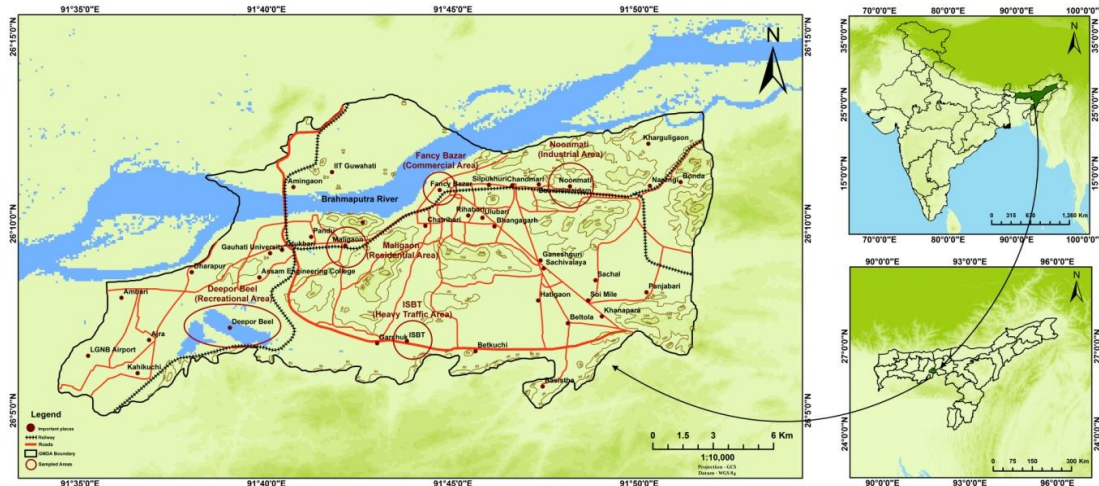 91°35'0"E
91°40'0"E
91°45'0"E
91°50'0"E
26°15'0"N
26°10'0"N
26°5'0"N
N
Kharguligaon
Noonmati
(Industrial Area)
Fancy Bazar
(Commercial Area)
IIT Guwahati
Amingaon
Silpukhuri
Chandmari
Noonmati
Narengi
Bonda
Fancy Bazar
Brahmaputra River
Rihabari
Ulubari
Chatribari
Bhangagarh
Pandu
Maligaon
Gauhati University
Jalukbari
Maligaon
(Residential Area)
Ganeshguri
Sachivalaya
Dharapur
Assam Engineering College
Sachal
Deepor Beel
(Recreational Area)
Panjabari
Ambari
Hatigaon
Soi Mile
ISBT
(Heavy Traffic Area)
Khanapara
Beltola
Deepor Beel
Azra
Garchuk
ISBT
Betkuchi
LGNB Airport
Kahikuchi
Basistha
Legend
Important places
Railway
Roads
GMDA Boundary
Sampled Areas
0 1.5 3 6 Km
1:10,000
Projection - GCS
Datum - WGS84
91°35'0"E
91°40'0"E
91°45'0"E
91°50'0"E
26°15'0"N
26°10'0"N
26°5'0"N
70°0'0"E
80°0'0"E
90°0'0"E
100°0'0"E
35°0'0"N
25°0'0"N
15°0'0"N
N
0 315 630 1,260 Km
70°0'0"E
80°0'0"E
90°0'0"E
100°0'0"E
35°0'0"N
25°0'0"N
15°0'0"N
90°0'0"E
93°0'0"E
96°0'0"E
27°0'0"N
24°0'0"N
N
0 75 150 300 Km
90°0'0"E
93°0'0"E
96°0'0"E
27°0'0"N
24°0'0"N